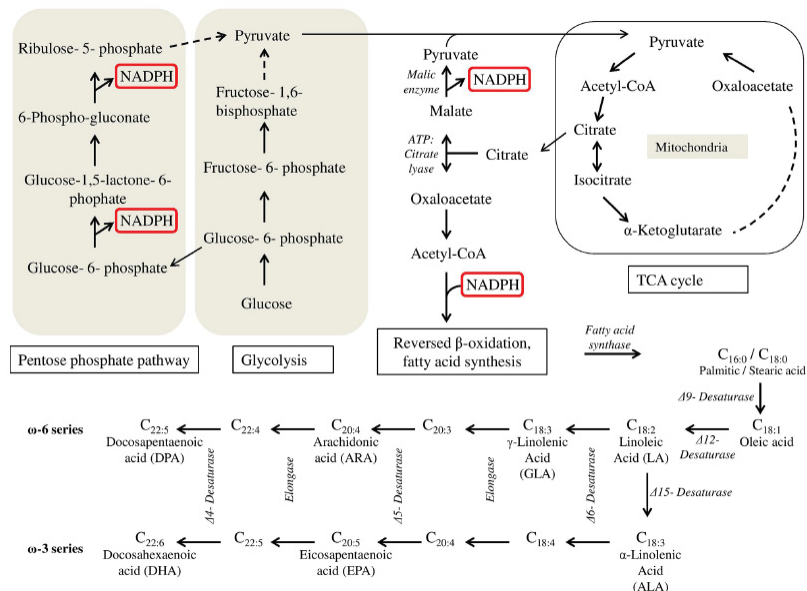 Ribulose- 5- phosphate
NADPH
6-Phospho-gluconate
Glucose-1,5-lactone- 6-
phophate
NADPH
Glucose- 6- phosphate
Pentose phosphate pathway
Pyruvate
Fructose- 1,6-
bisphosphate
Fructose- 6- phosphate
Glucose- 6- phosphate
Glucose
Glycolysis
Pyruvate
Malic
enzyme
NADPH
Malate
ATP:
Citrate
lyase
Citrate
Oxaloacetate
Acetyl-CoA
NADPH
Reversed β-oxidation,
fatty acid synthesis
Pyruvate
Acetyl-CoA
Oxaloacetate
Citrate
Mitochondria
Isocitrate
α-Ketoglutarate
TCA cycle
Fatty acid
synthase
C16:0 / C18:0
Palmitic / Stearic acid
Δ9- Desaturase
ω-6 series
C22:5
Docosapentaenoic
acid (DPA)
C22:4
C20:4
Arachidonic
acid (ARA)
C20:3
C18:3
γ-Linolenic
Acid
(GLA)
C18:2
Linoleic
Acid (LA)
Δ12-
Desaturase
C18:1
Oleic acid
Δ4- Desaturase
Elongase
Δ5- Desaturase
Elongase
Δ6- Desaturase
Δ15- Desaturase
ω-3 series
C22:6
Docosahexaenoic
acid (DHA)
C22:5
C20:5
Eicosapentaenoic
acid (EPA)
C20:4
C18:4
C18:3
α-Linolenic
Acid
(ALA)